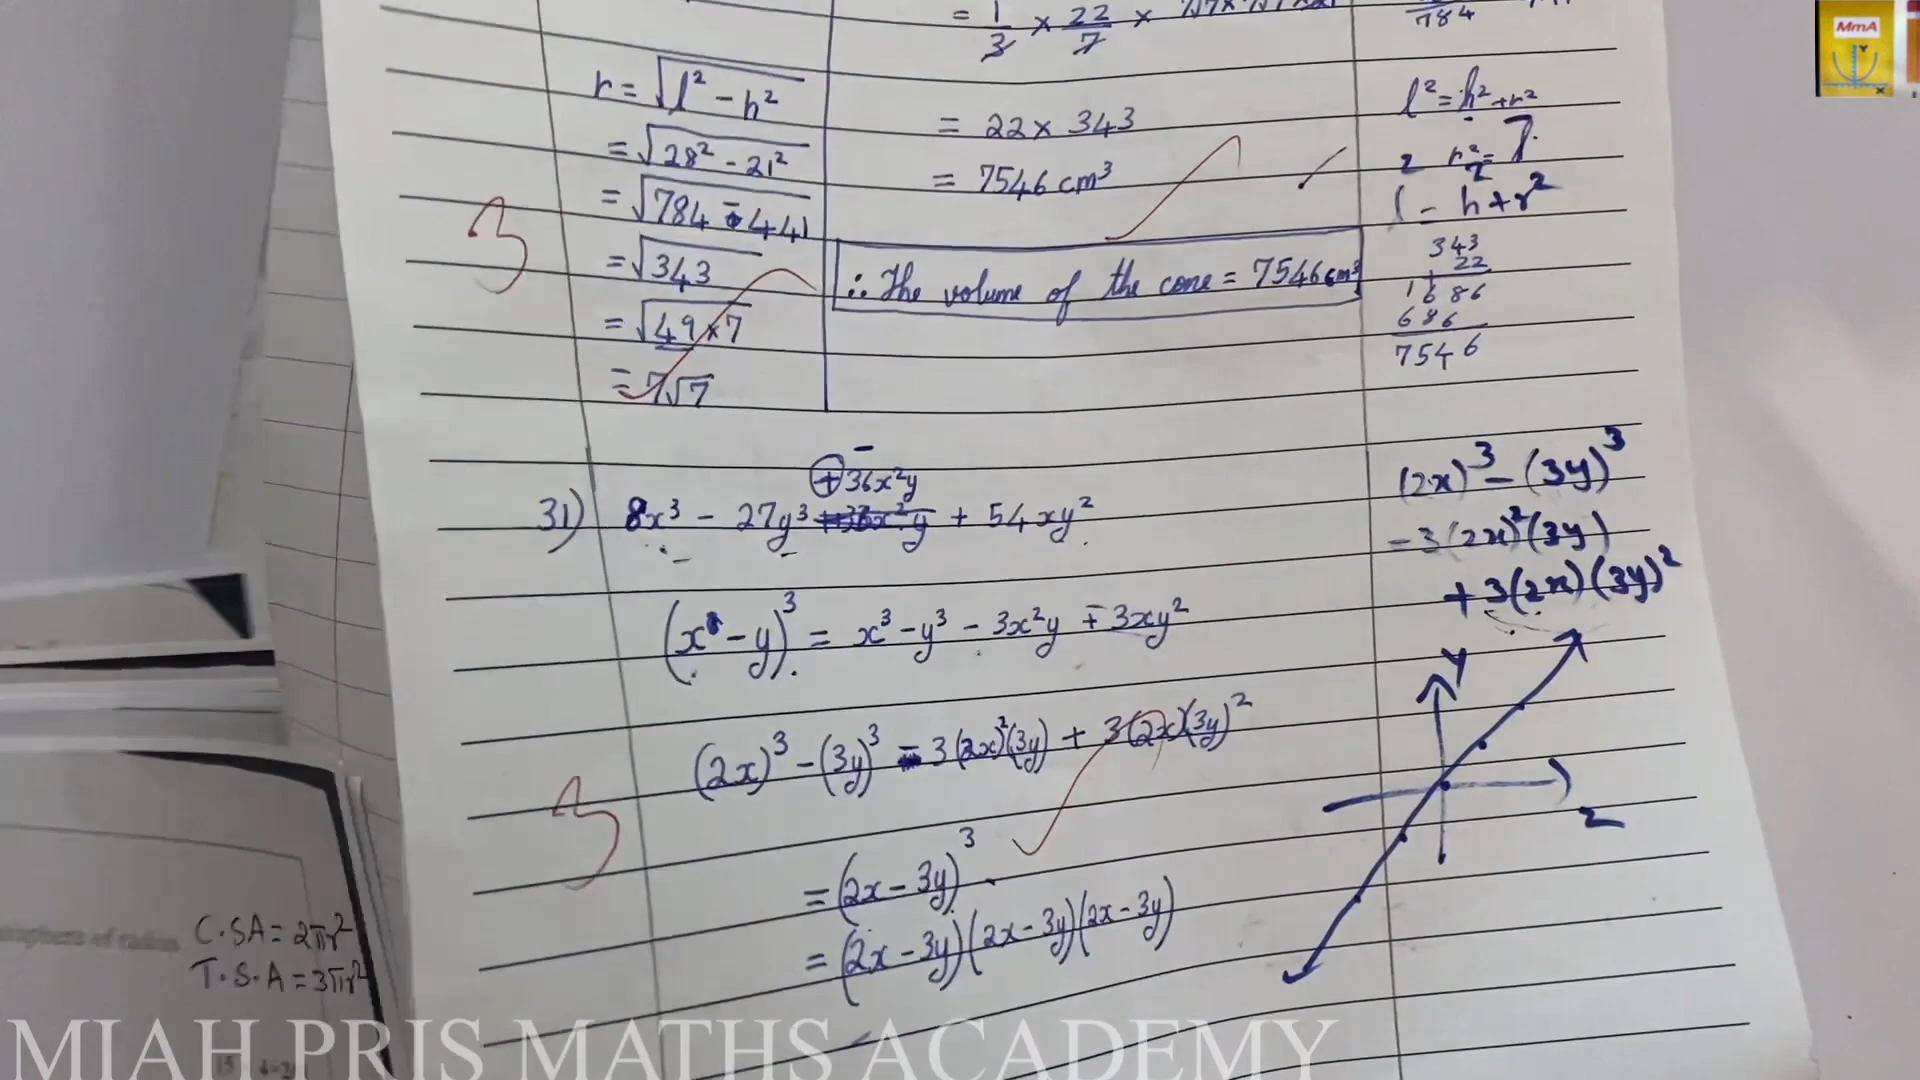 = 1/3 × 22/7 ×
784
r = √l² - h²
= √28² - 21²
= √784 - 441
= √343
= √49 × 7
= 7√7
3
= 22 × 343
= 7546 cm³
∴ The volume of the cone = 7546 cm³
l² = h² + r²
l = h + r²
343
22
1686
686
7546
31) 8x³ - 27y³ + 36x²y + 54xy²
(x - y)³ = x³ - y³ - 3x²y + 3xy²
(2x)³ - (3y)³ - 3(2x)²(3y) + 3(2x)(3y)²
= (2x - 3y)³
= (2x - 3y)(2x - 3y)(2x - 3y)
3
(2x)³ - (3y)³
-3(2x)²(3y)
+ 3(2x)(3y)²
y
C.SA = 2πr²
T.S.A = 3πr²
MmA
Y
X
MIAH PRIS MATHS ACADEMY